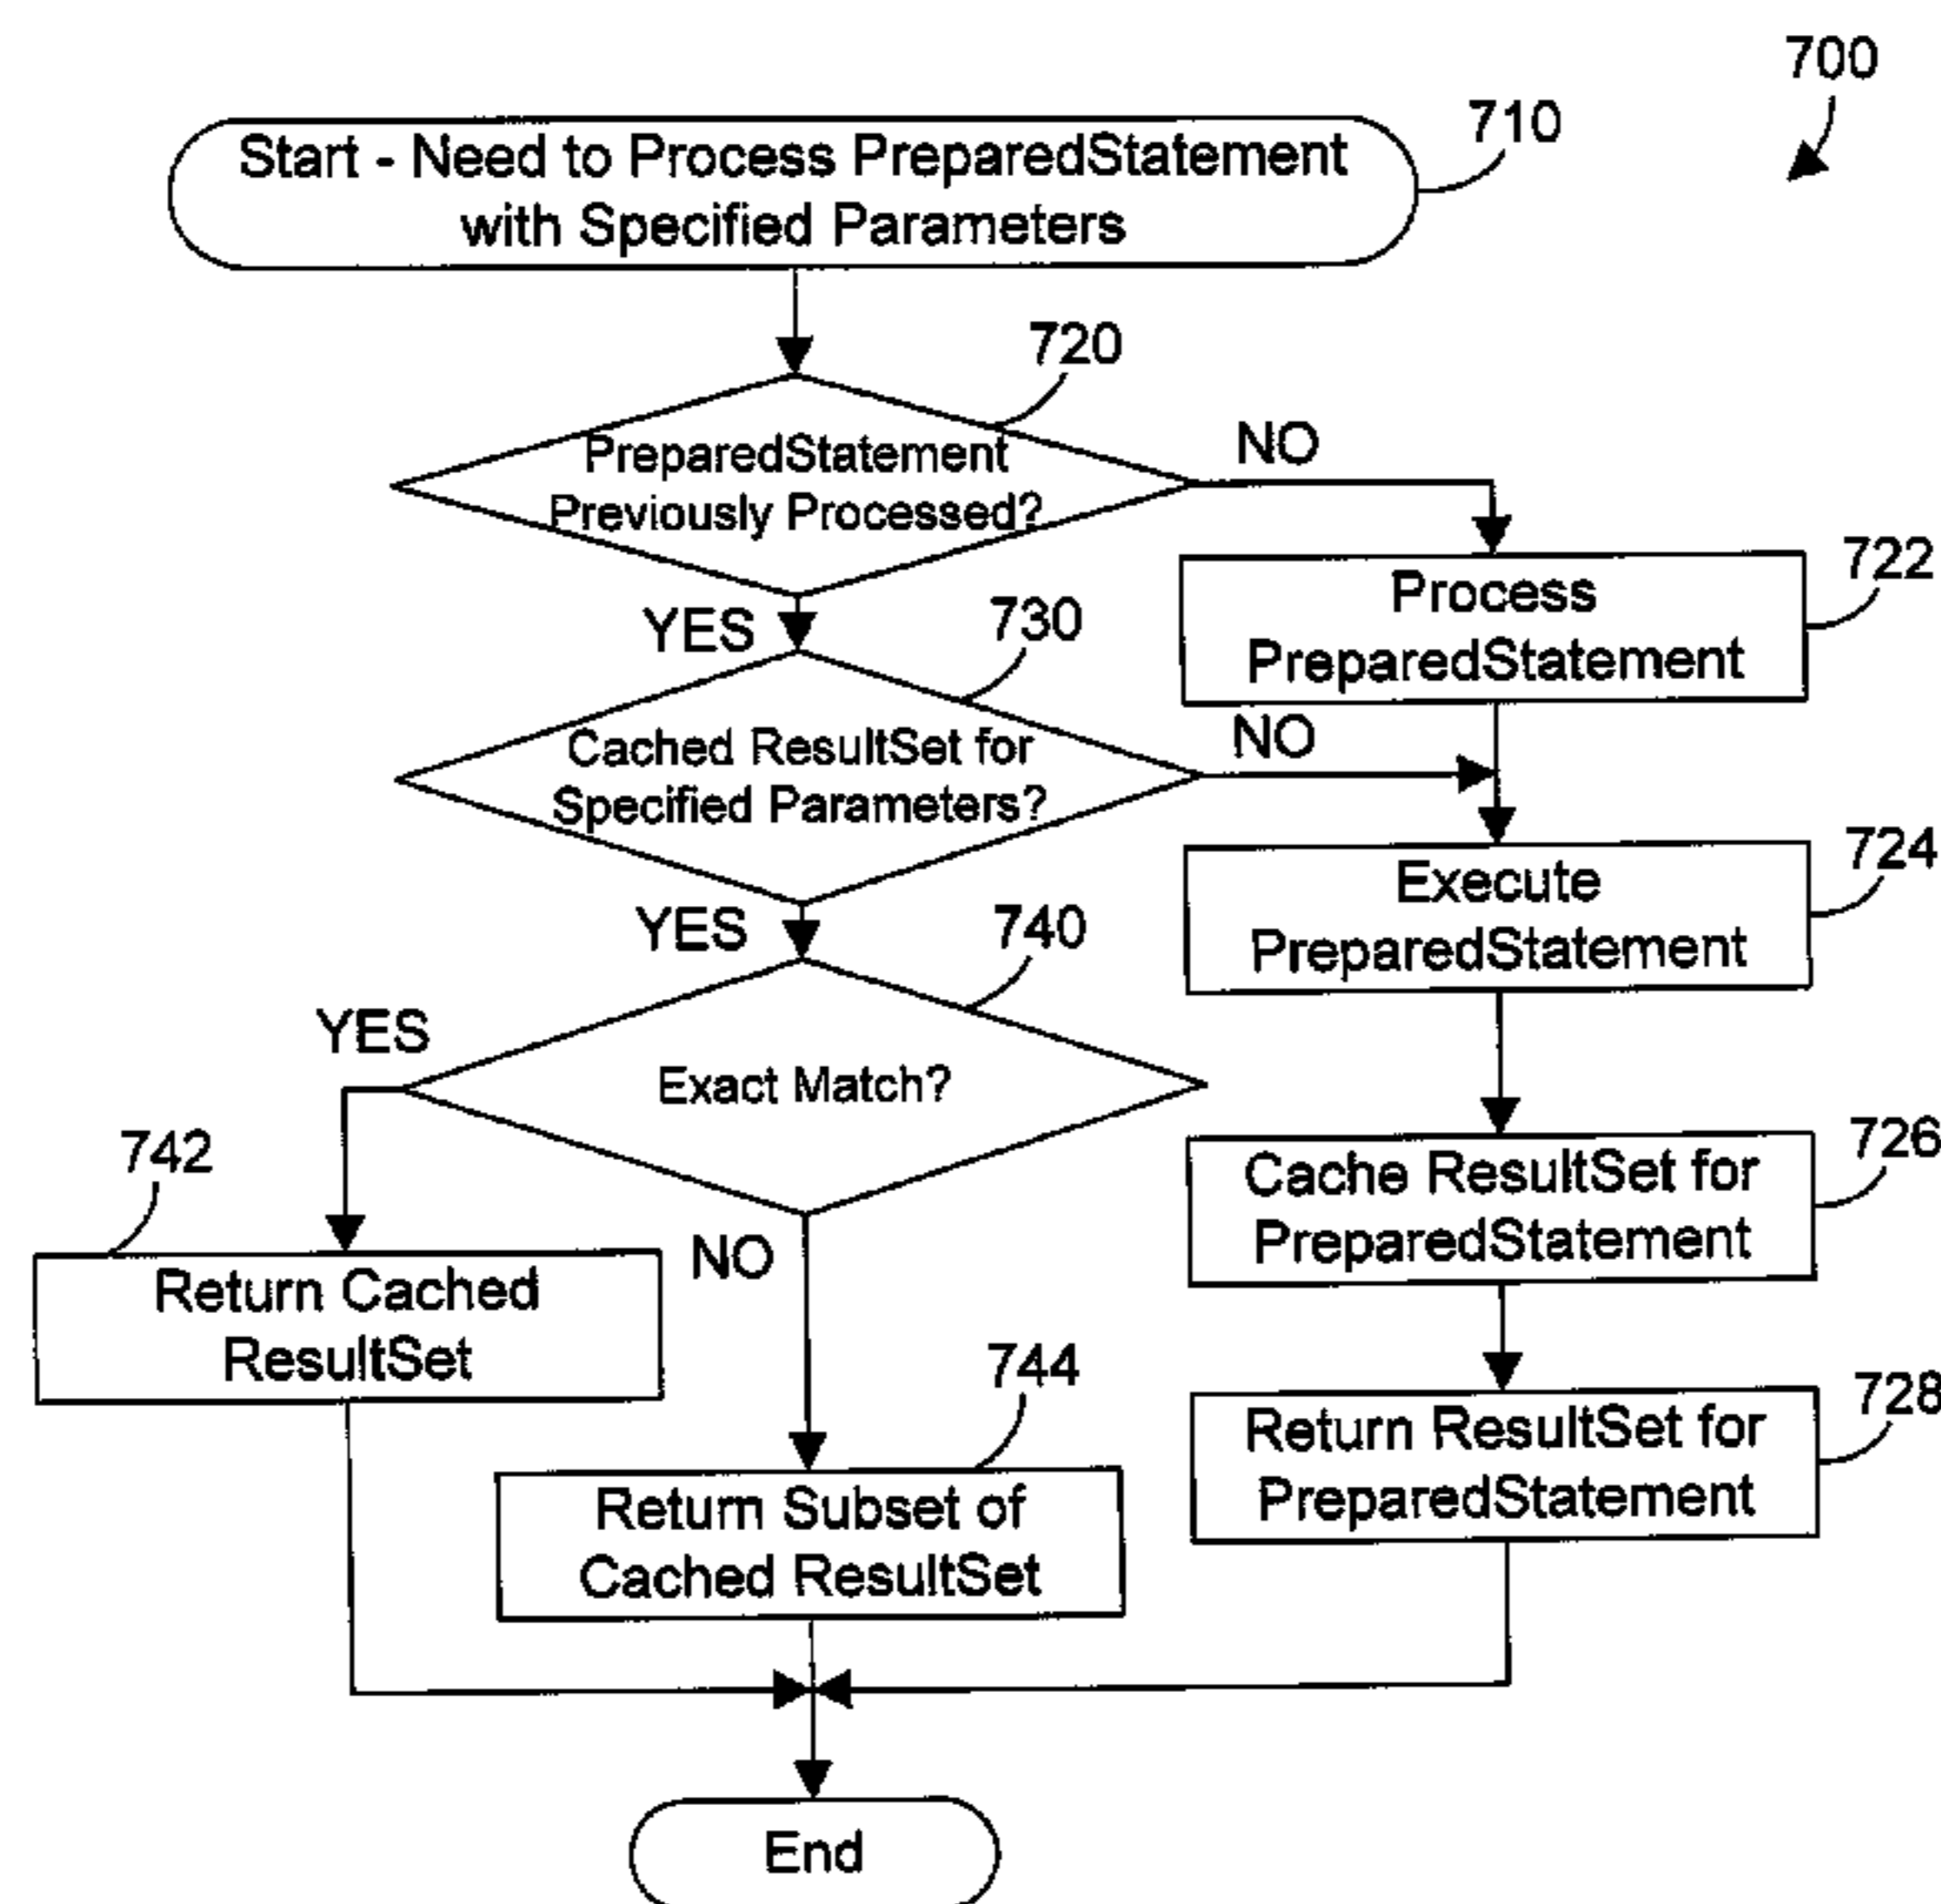 700
Start - Need to Process PreparedStatement
with Specified Parameters
710
720
PreparedStatement
Previously Processed?
NO
YES
722
Process
PreparedStatement
730
Cached ResultSet for
Specified Parameters?
NO
YES
724
Execute
PreparedStatement
740
Exact Match?
YES
NO
726
Cache ResultSet for
PreparedStatement
742
Return Cached
ResultSet
744
Return Subset of
Cached ResultSet
728
Return ResultSet for
PreparedStatement
End